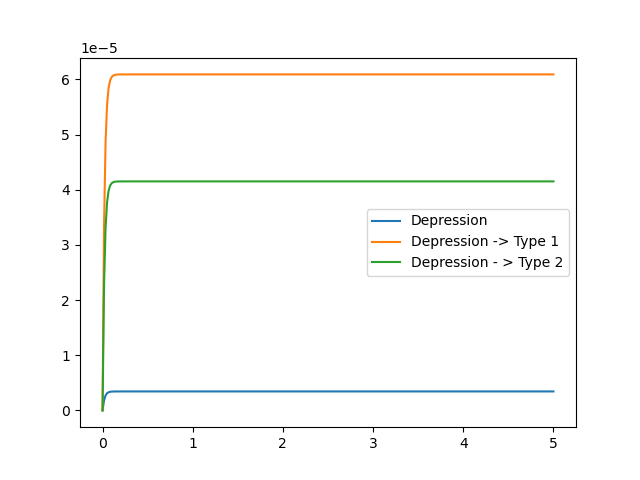 1e−5
6
5
4
3
2
1
0
Depression
Depression -> Type 1
Depression - > Type 2
0 1 2 3 4 5